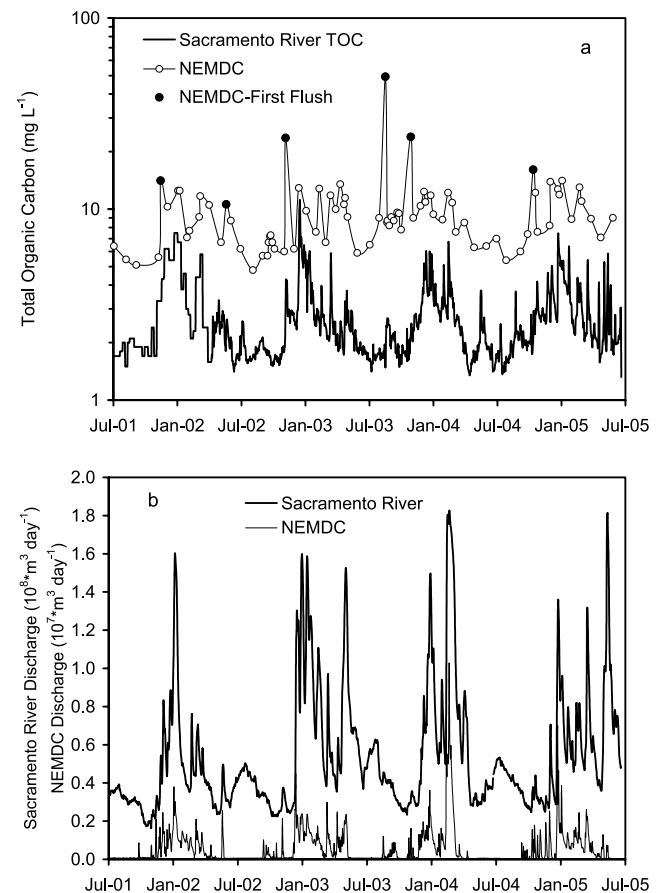 100
10
1
Total Organic Carbon (mg L⁻¹)
a
Sacramento River TOC
NEMDC
NEMDC-First Flush
Jul-01 Jan-02 Jul-02 Jan-03 Jul-03 Jan-04 Jul-04 Jan-05 Jul-05
2.0
1.8
1.6
1.4
1.2
1.0
0.8
0.6
0.4
0.2
0.0
Sacramento River Discharge (10⁸*m³ day⁻¹)
NEMDC Discharge (10⁷*m³ day⁻¹)
b
Sacramento River
NEMDC
Jul-01 Jan-02 Jul-02 Jan-03 Jul-03 Jan-04 Jul-04 Jan-05 Jul-05